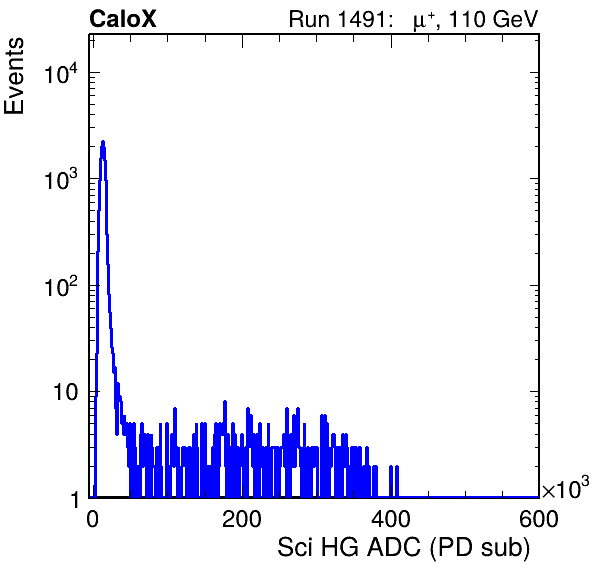 CaloX Run 1491: μ⁺, 110 GeV
Events
10⁴
10³
10²
10
1
0 200 400 600
×10³
Sci HG ADC (PD sub)